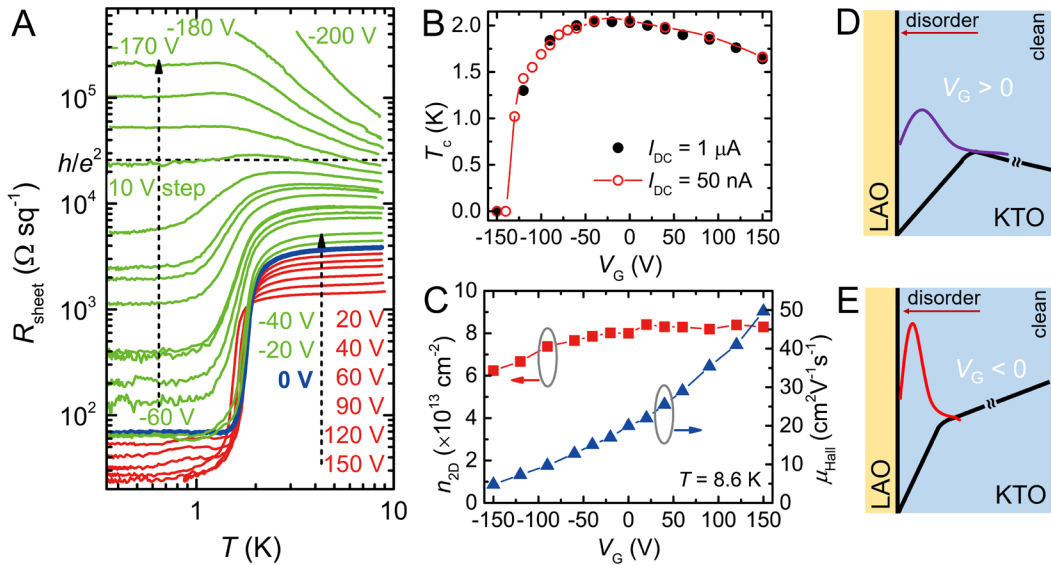 A
-170 V
-180 V
-200 V
10⁵
h/e²
10 V step
10⁴
10³
10²
-40 V
-20 V
0 V
-60 V
20 V
40 V
60 V
90 V
120 V
150 V
1
10
R_sheet (Ω sq⁻¹)
T (K)
B
2.0
1.5
1.0
0.5
0.0
T_c (K)
I_DC = 1 μA
I_DC = 50 nA
-150 -100 -50 0 50 100 150
V_G (V)
C
10
8
6
4
2
0
n_2D (×10¹³ cm⁻²)
50
40
30
20
10
0
μ_Hall (cm²V⁻¹s⁻¹)
T = 8.6 K
-150 -100 -50 0 50 100 150
V_G (V)
D
disorder
clean
V_G > 0
LAO
KTO
E
disorder
clean
V_G < 0
LAO
KTO